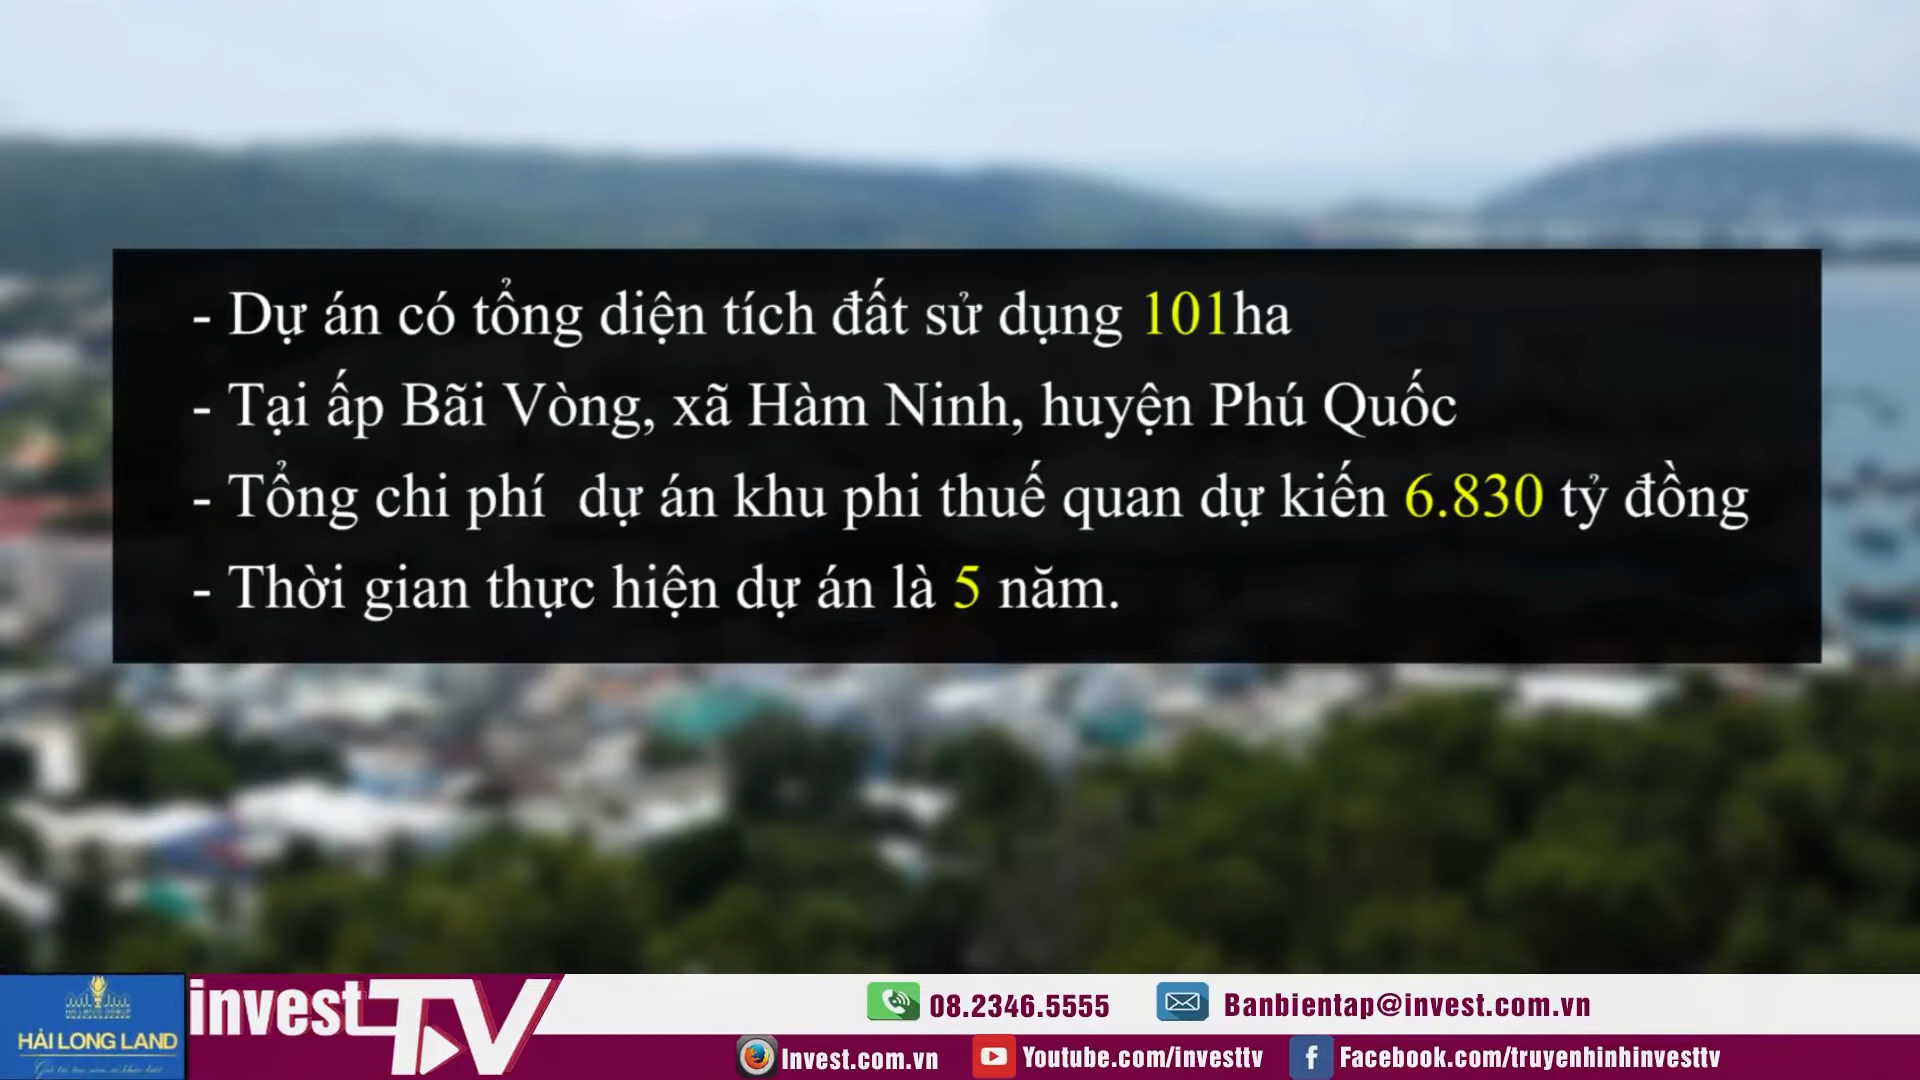 - Dự án có tổng diện tích đất sử dụng 101ha
- Tại ấp Bãi Vòng, xã Hàm Ninh, huyện Phú Quốc
- Tổng chi phí dự án khu phi thuế quan dự kiến 6.830 tỷ đồng
- Thời gian thực hiện dự án là 5 năm.
HẢI LONG LAND
invest TV
08.2346.5555
Banbientap@invest.com.vn
Invest.com.vn
Youtube.com/investtv
Facebook.com/truyenhinhinvesttv